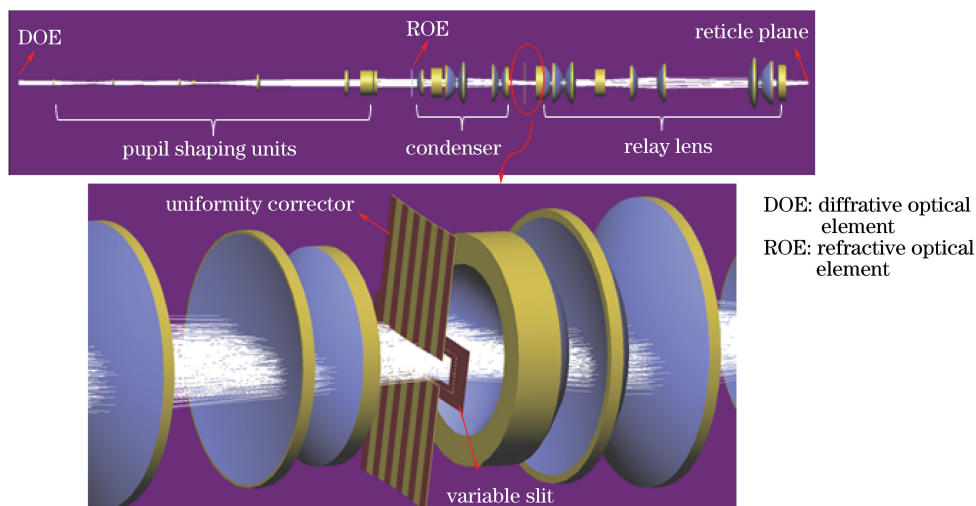 DOE
ROE
reticle plane
pupil shaping units
condenser
relay lens
uniformity corrector
variable slit
DOE: diffrative optical
element
ROE: refractive optical
element